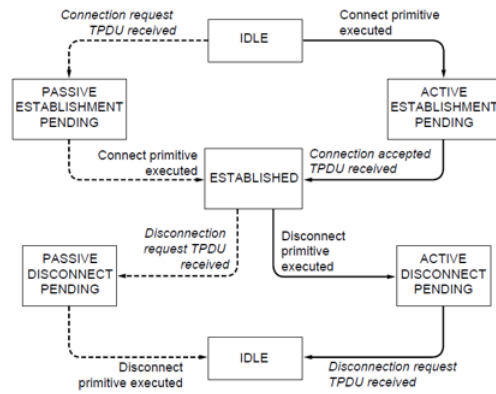 Connection request
TPDU received
IDLE
Connect primitive
executed
PASSIVE
ESTABLISHMENT
PENDING
ACTIVE
ESTABLISHMENT
PENDING
Connect primitive
executed
ESTABLISHED
Connection accepted
TPDU received
Disconnection
request TPDU
received
Disconnect
primitive
executed
PASSIVE
DISCONNECT
PENDING
ACTIVE
DISCONNECT
PENDING
Disconnect
primitive executed
IDLE
Disconnection request
TPDU received